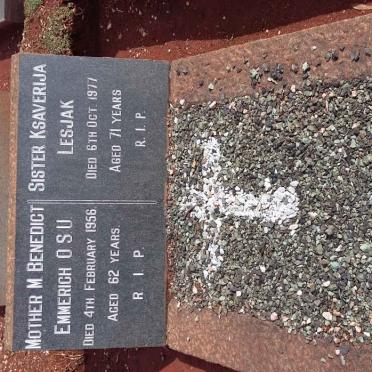 MOTHER M BENEDICT
EMMERICH O S U
DIED 4TH. FEBRUARY 1956
AGED 62 YEARS.
R. I. P.
SISTER KSAVERIJA
LESJAK
DIED 6TH OCT. 1977
AGED 71 YEARS
R. I. P.